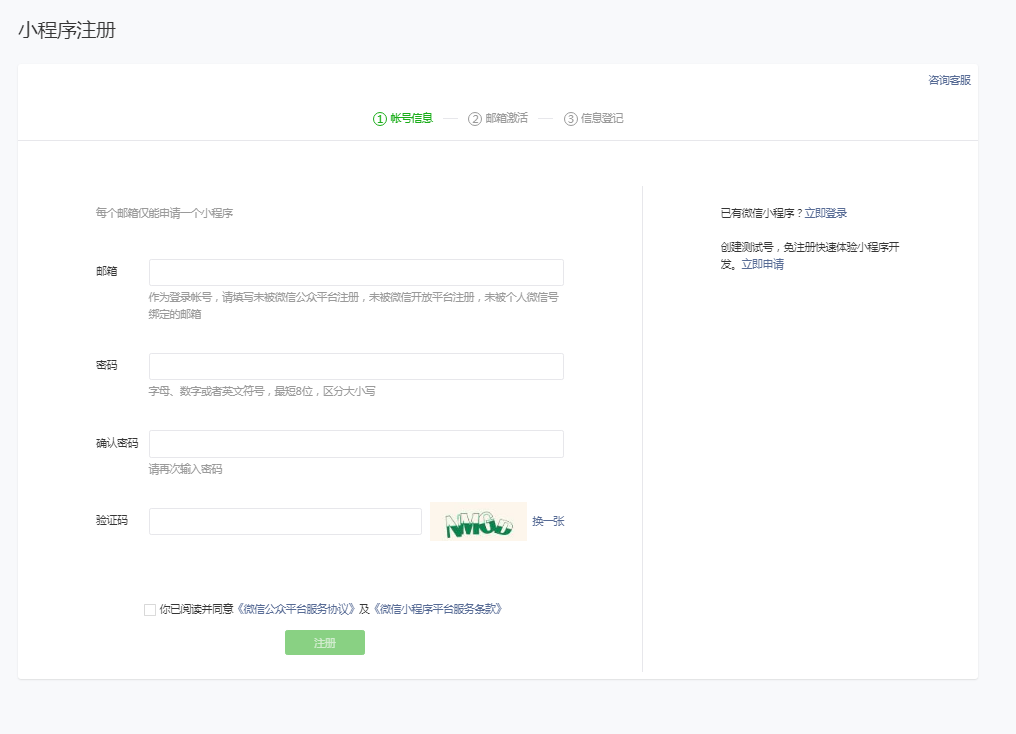 小程序注册
咨询客服
1 帐号信息 2 邮箱激活 3 信息登记
每个邮箱仅能申请一个小程序
邮箱
作为登录帐号，请填写未被微信公众平台注册，未被微信开放平台注册，未被个人微信号
绑定的邮箱
密码
字母、数字或者英文符号，最短8位，区分大小写
确认密码
请再次输入密码
验证码
换一张
你已阅读并同意《微信公众平台服务协议》及《微信小程序平台服务条款》
注册
已有微信小程序？立即登录
创建测试号，免注册快速体验小程序开
发。立即申请